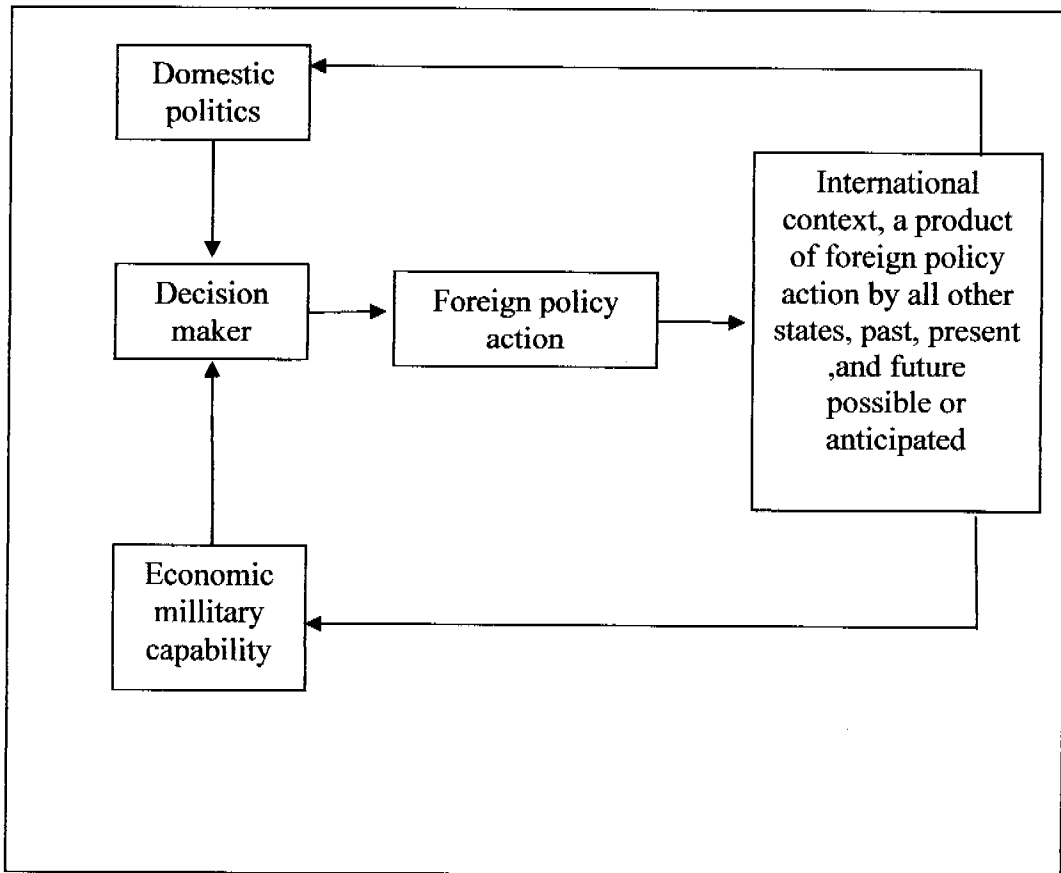 Domestic
politics
International
context, a product
of foreign policy
action by all other
states, past, present
,and future
possible or
anticipated
Decision
maker
Foreign policy
action
Economic
millitary
capability